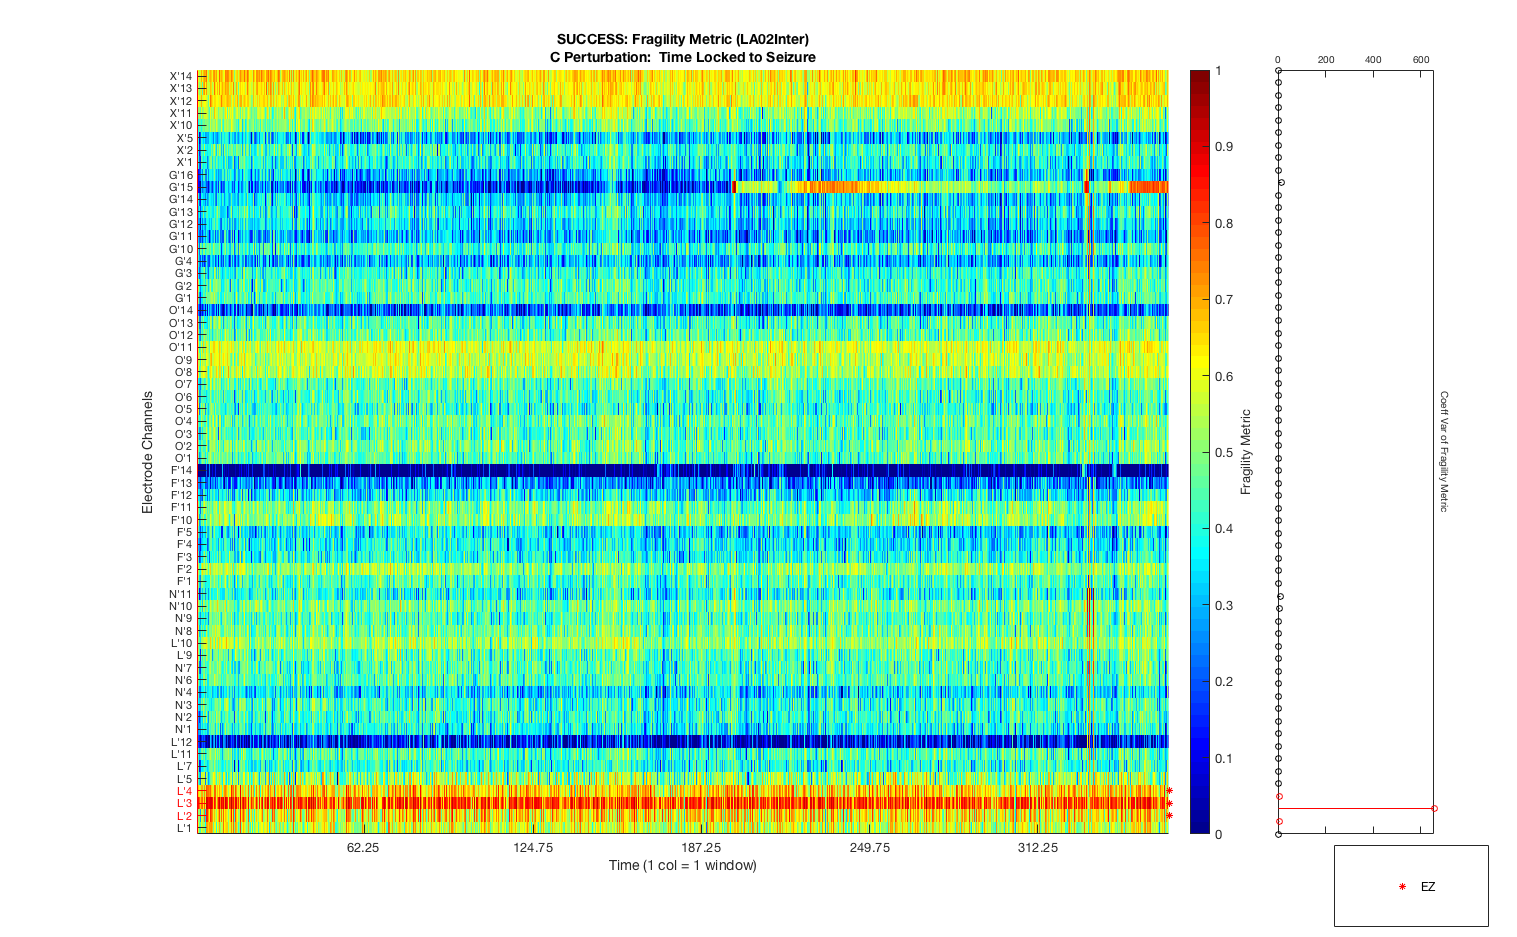 SUCCESS: Fragility Metric (LA02Inter)
C Perturbation: Time Locked to Seizure
X'14
X'13
X'12
X'11
X'10
X'5
X'2
X'1
G'16
G'15
G'14
G'13
G'12
G'11
G'10
G'4
G'3
G'2
G'1
O'14
O'13
O'12
O'11
O'9
O'8
O'7
O'6
O'5
O'4
O'3
O'2
O'1
F'14
F'13
F'12
F'11
F'10
F'5
F'4
F'3
F'2
F'1
N'11
N'10
N'9
N'8
L'10
L'9
N'7
N'6
N'4
N'3
N'2
N'1
L'12
L'11
L'7
L'5
L'4
L'3
L'2
L'1
Electrode Channels
62.25 124.75 187.25 249.75 312.25
Time (1 col = 1 window)
1
0.9
0.8
0.7
0.6
0.5
0.4
0.3
0.2
0.1
0
Fragility Metric
0 200 400 600
Coeff Var of Fragility Metric
EZ